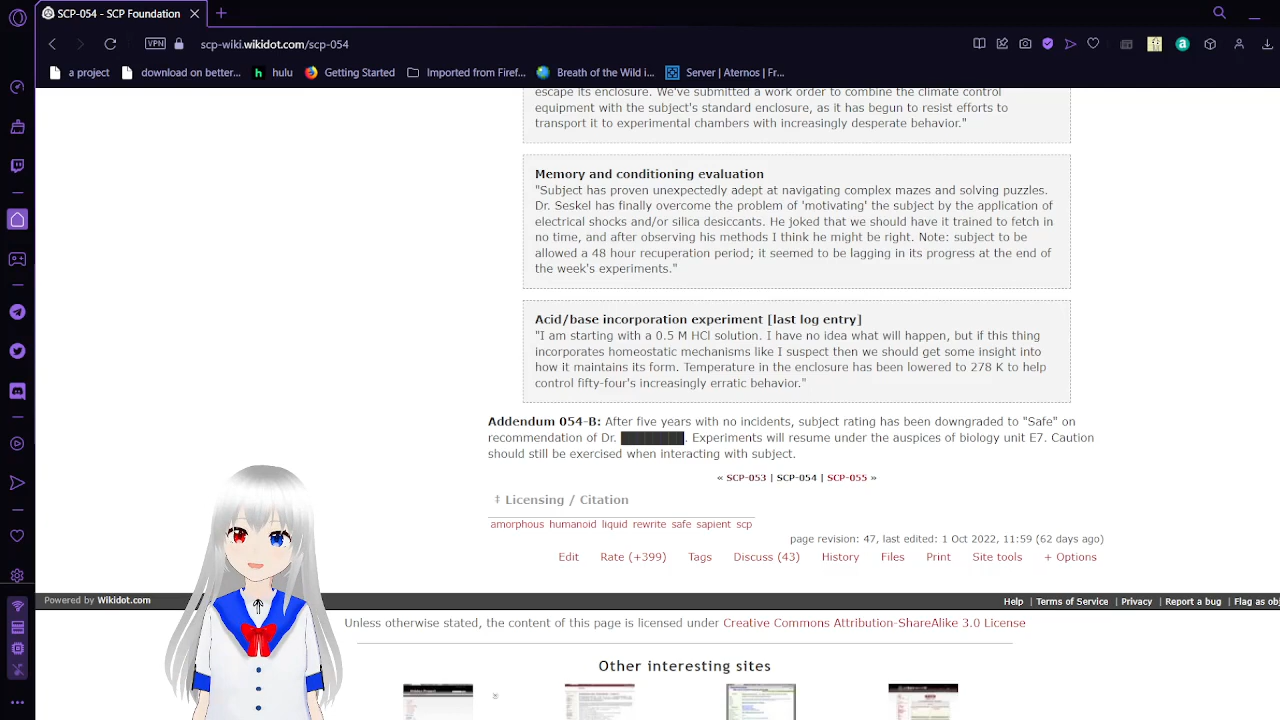 SCP-054 - SCP Foundation
VPN
scp-wiki.wikidot.com/scp-054
a project
download on better...
h hulu
Getting Started
Imported from Firef...
Breath of the Wild i...
Server | Aternos | Fr...
escape its enclosure. We've submitted a work order to combine the climate control
equipment with the subject's standard enclosure, as it has begun to resist efforts to
transport it to experimental chambers with increasingly desperate behavior."
Memory and conditioning evaluation
"Subject has proven unexpectedly adept at navigating complex mazes and solving puzzles.
Dr. Seskel has finally overcome the problem of 'motivating' the subject by the application of
electrical shocks and/or silica desiccants. He joked that we should have it trained to fetch in
no time, and after observing his methods I think he might be right. Note: subject to be
allowed a 48 hour recuperation period; it seemed to be lagging in its progress at the end of
the week's experiments."
Acid/base incorporation experiment [last log entry]
"I am starting with a 0.5 M HCl solution. I have no idea what will happen, but if this thing
incorporates homeostatic mechanisms like I suspect then we should get some insight into
how it maintains its form. Temperature in the enclosure has been lowered to 278 K to help
control fifty-four's increasingly erratic behavior."
Addendum 054-B: After five years with no incidents, subject rating has been downgraded to "Safe" on
recommendation of Dr. ████████. Experiments will resume under the auspices of biology unit E7. Caution
should still be exercised when interacting with subject.
« SCP-053 | SCP-054 | SCP-055 »
‡ Licensing / Citation
amorphous humanoid liquid rewrite safe sapient scp
page revision: 47, last edited: 1 Oct 2022, 11:59 (62 days ago)
Edit Rate (+399) Tags Discuss (43) History Files Print Site tools + Options
Powered by Wikidot.com
Help | Terms of Service | Privacy | Report a bug | Flag as obj
Unless otherwise stated, the content of this page is licensed under Creative Commons Attribution-ShareAlike 3.0 License
Other interesting sites